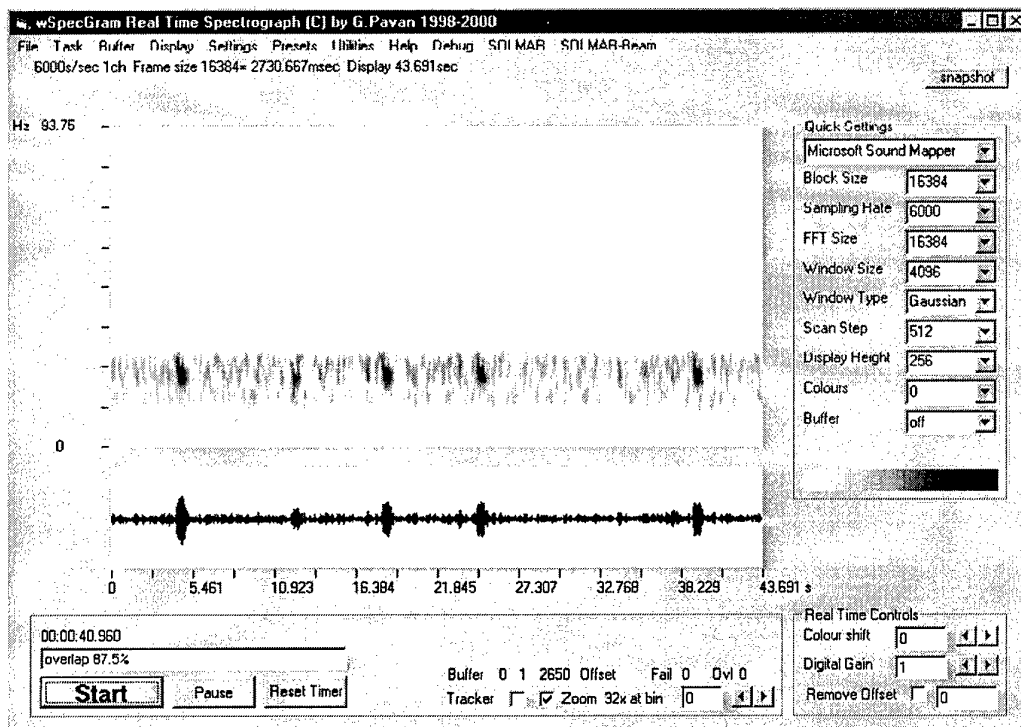 wSpecGram Real Time Spectrograph (C) by G.Pavan 1998-2000
File Task Buffer Display Settings Presets Utilities Help Debug SOLMAR SOLMAR-Beam
6000s/sec 1ch Frame size 16384= 2730.667msec Display 43.691sec
snapshot
Hz 93.75
0
0 5.461 10.923 16.384 21.845 27.307 32.768 38.229 43.691 s
Quick Settings
Microsoft Sound Mapper
Block Size 16384
Sampling Rate 6000
FFT Size 16384
Window Size 4096
Window Type Gaussian
Scan Step 512
Display Height 256
Colours 0
Buffer off
00:00:40.960
overlap 87.5%
Start Pause Reset Timer
Buffer 0 1 2650 Offset Fail 0 Ovl 0
Tracker Zoom 32x at bin 0
Real Time Controls
Colour shift 0
Digital Gain 1
Remove Offset 0